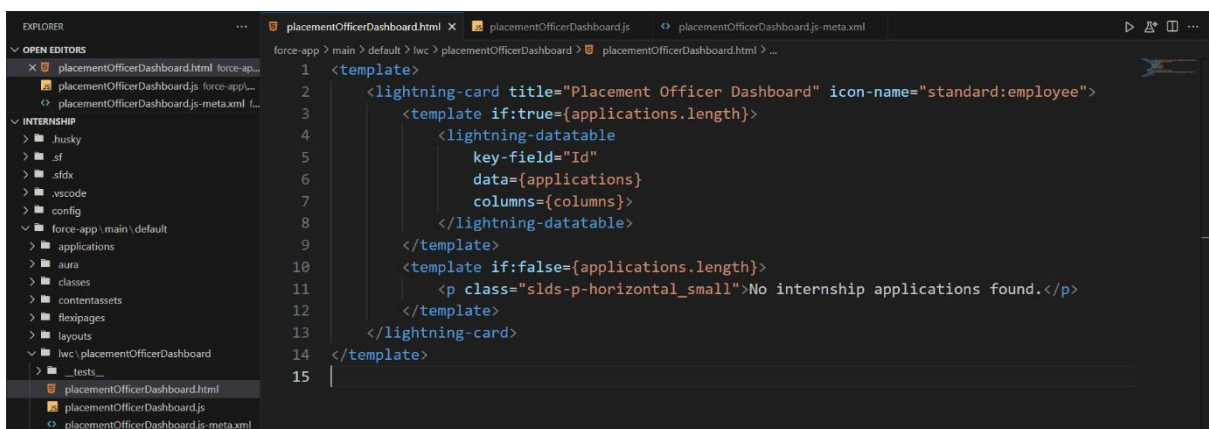 EXPLORER ...
OPEN EDITORS
placementOfficerDashboard.html force-ap...
placementOfficerDashboard.js force-app\...
placementOfficerDashboard.js-meta.xml f...
INTERNSHIP
.husky
.sf
.sfdx
.vscode
config
force-app\main\default
applications
aura
classes
contentassets
flexipages
layouts
lwc\placementOfficerDashboard
__tests__
placementOfficerDashboard.html
placementOfficerDashboard.js
placementOfficerDashboard.js-meta.xml
placementOfficerDashboard.html placementOfficerDashboard.js placementOfficerDashboard.js-meta.xml
force-app > main > default > lwc > placementOfficerDashboard > placementOfficerDashboard.html > ...
1 <template>
2 <lightning-card title="Placement Officer Dashboard" icon-name="standard:employee">
3 <template if:true={applications.length}>
4 <lightning-datatable
5 key-field="Id"
6 data={applications}
7 columns={columns}>
8 </lightning-datatable>
9 </template>
10 <template if:false={applications.length}>
11 <p class="slds-p-horizontal_small">No internship applications found.</p>
12 </template>
13 </lightning-card>
14 </template>
15